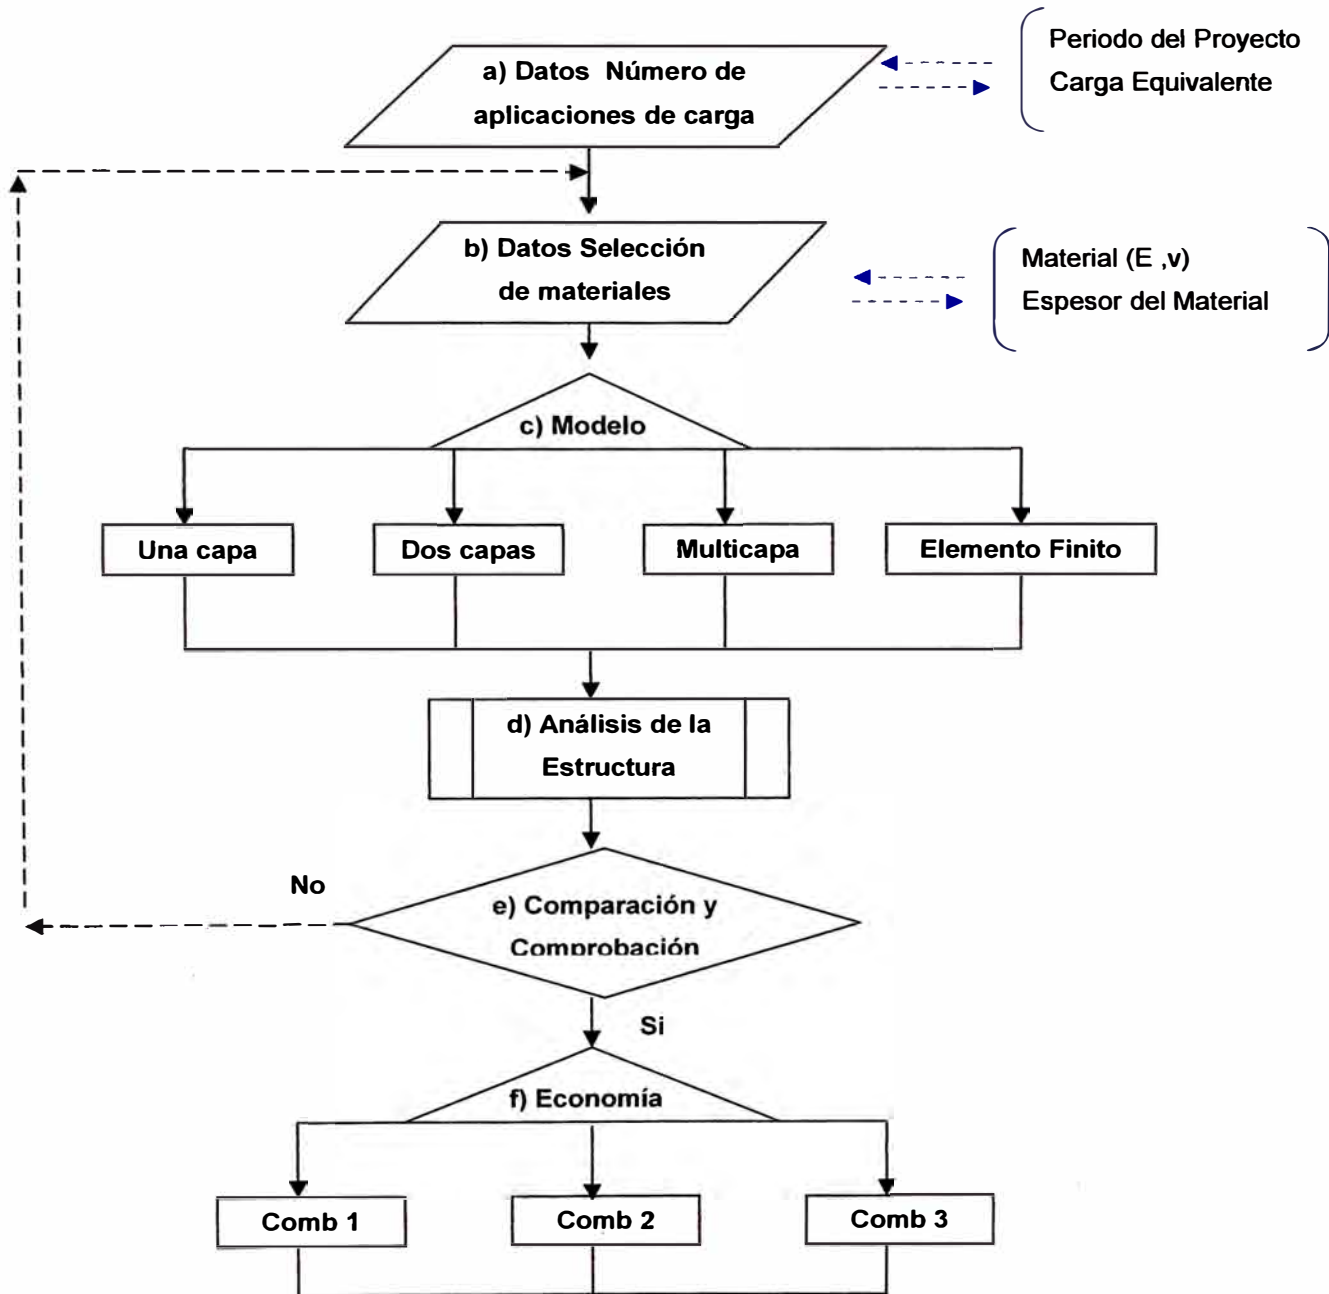 a) Datos Número de
aplicaciones de carga
Periodo del Proyecto
Carga Equivalente
b) Datos Selección
de materiales
Material (E ,v)
Espesor del Material
c) Modelo
Una capa
Dos capas
Multicapa
Elemento Finito
d) Análisis de la
Estructura
No
e) Comparación y
Comprobación
Si
f) Economía
Comb 1
Comb 2
Comb 3